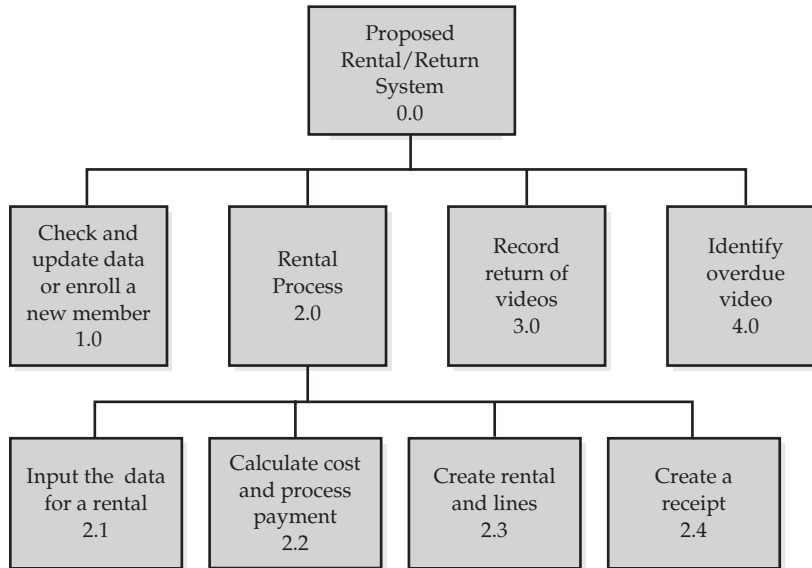 Proposed
Rental/Return
System
0.0
Check and
update data
or enroll a
new member
1.0
Rental
Process
2.0
Record
return of
videos
3.0
Identify
overdue
video
4.0
Input the data
for a rental
2.1
Calculate cost
and process
payment
2.2
Create rental
and lines
2.3
Create a
receipt
2.4